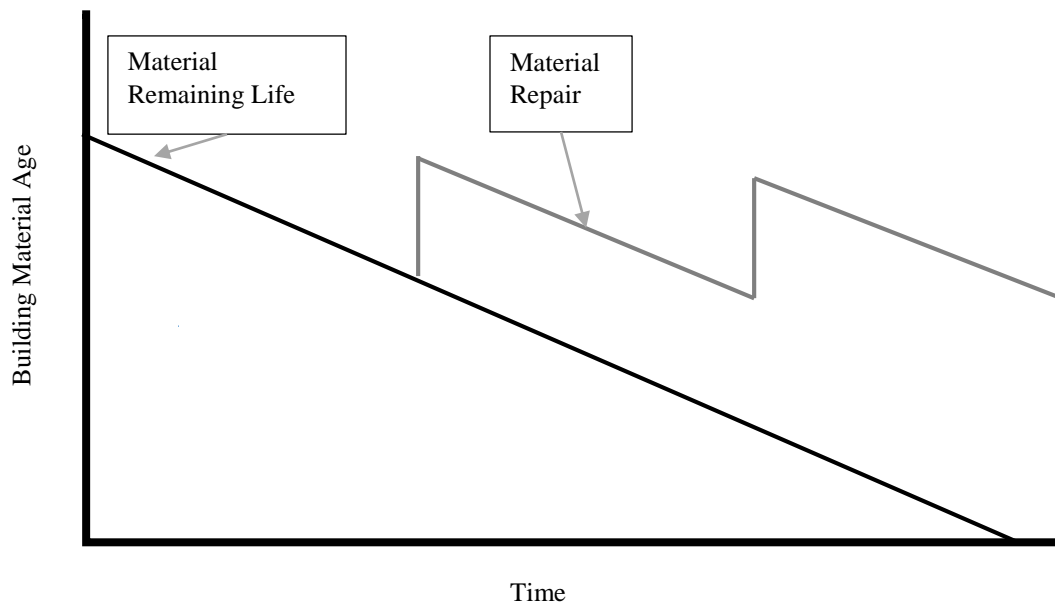 Material
Remaining Life
Material
Repair
Building Material Age
Time